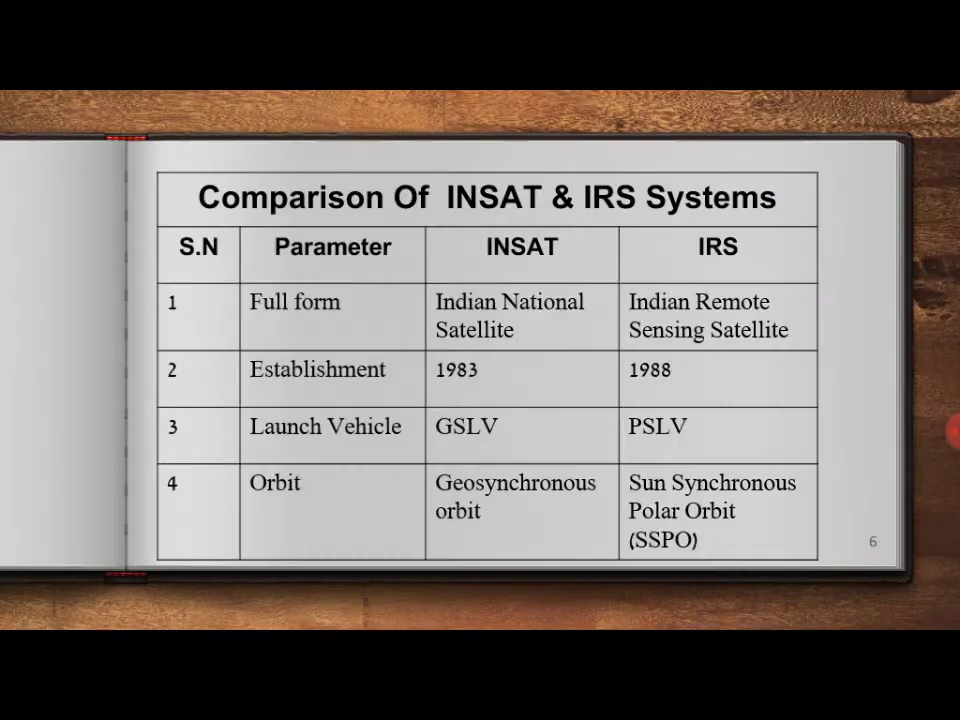 Comparison Of INSAT & IRS Systems
S.N Parameter INSAT IRS
1 Full form Indian National Indian Remote
Satellite Sensing Satellite
2 Establishment 1983 1988
3 Launch Vehicle GSLV PSLV
4 Orbit Geosynchronous Sun Synchronous
orbit Polar Orbit
(SSPO)
6